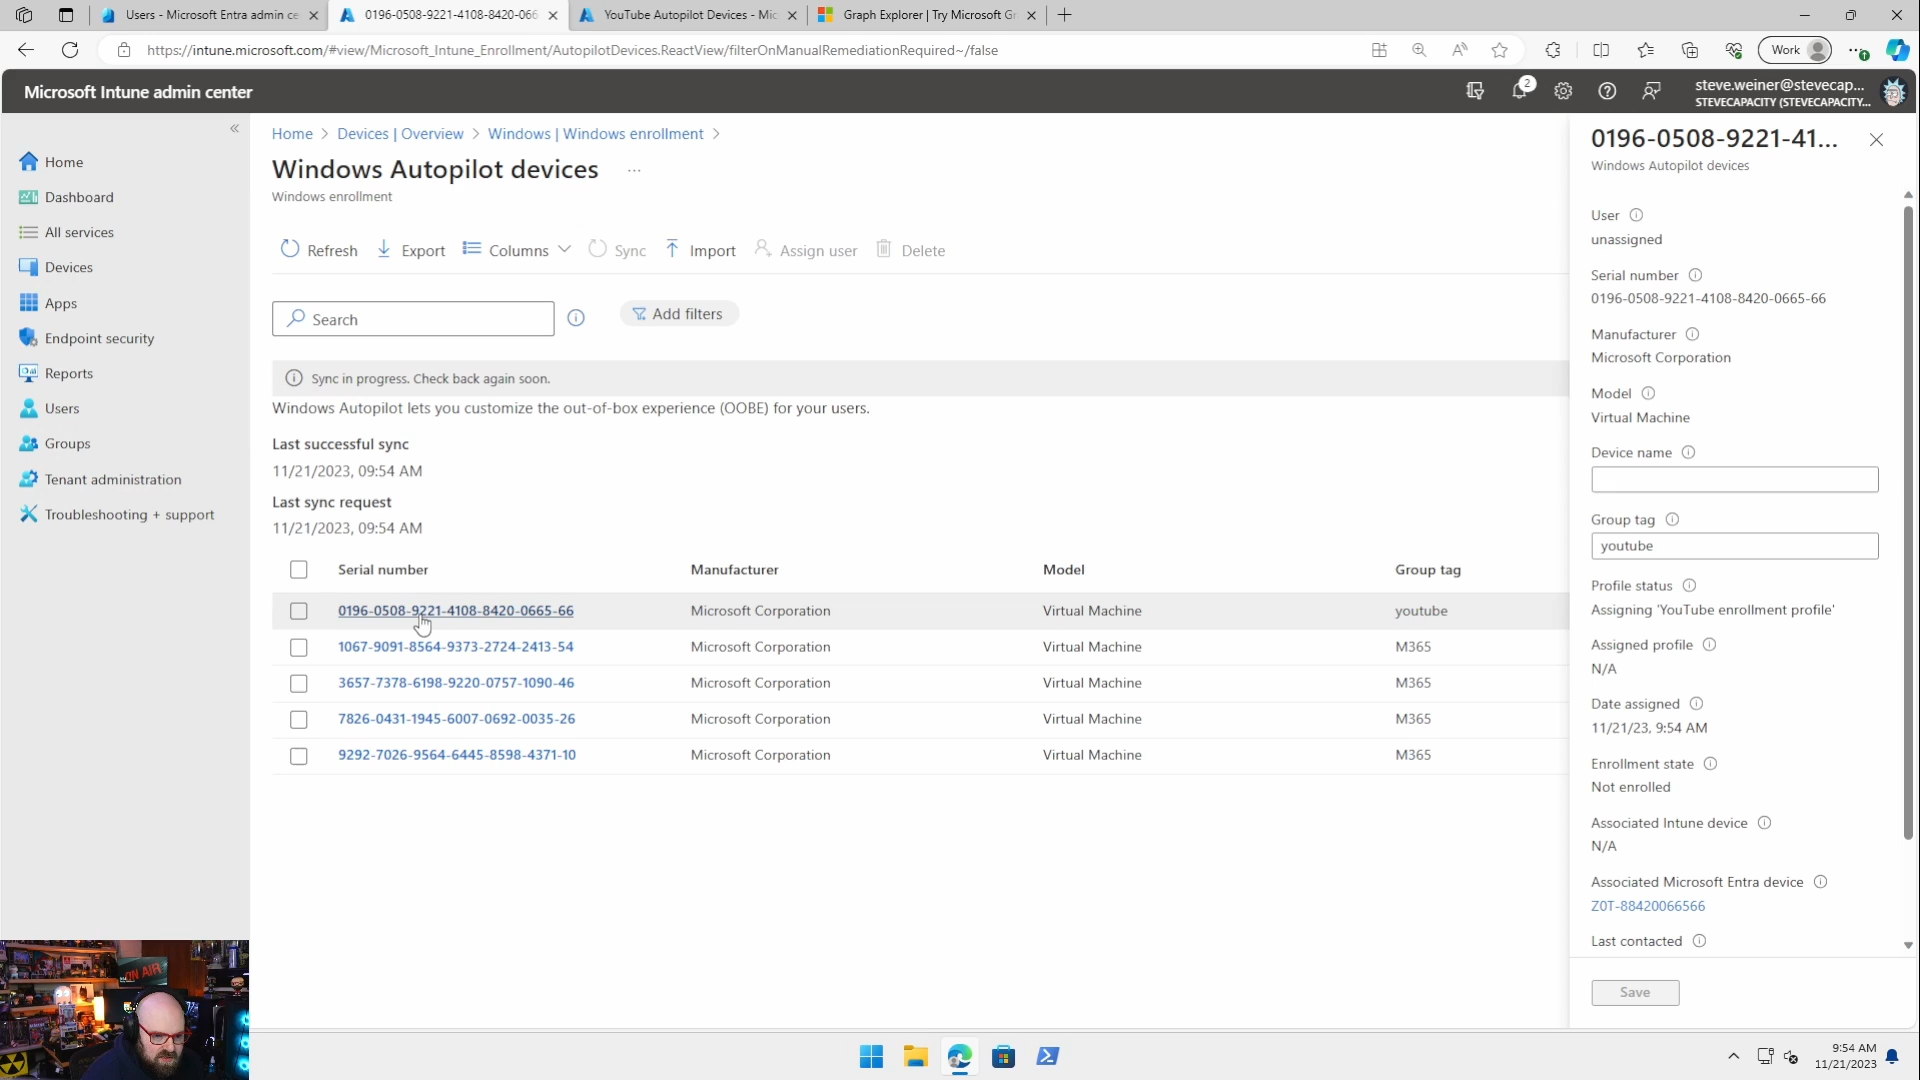 Users - Microsoft Entra admin ce
0196-0508-9221-4108-8420-066
YouTube Autopilot Devices - Mic
Graph Explorer | Try Microsoft Gr
https://intune.microsoft.com/#view/Microsoft_Intune_Enrollment/AutopilotDevices.ReactView/filterOnManualRemediationRequired~/false
Work
Microsoft Intune admin center
2
steve.weiner@stevecap...
STEVECAPACITY (STEVECAPACITY,...
Home
Dashboard
All services
Devices
Apps
Endpoint security
Reports
Users
Groups
Tenant administration
Troubleshooting + support
Home > Devices | Overview > Windows | Windows enrollment >
Windows Autopilot devices ...
Windows enrollment
Refresh
Export
Columns
Sync
Import
Assign user
Delete
Search
Add filters
Sync in progress. Check back again soon.
Windows Autopilot lets you customize the out-of-box experience (OOBE) for your users.
Last successful sync
11/21/2023, 09:54 AM
Last sync request
11/21/2023, 09:54 AM
Serial number Manufacturer Model Group tag
0196-0508-9221-4108-8420-0665-66 Microsoft Corporation Virtual Machine youtube
1067-9091-8564-9373-2724-2413-54 Microsoft Corporation Virtual Machine M365
3657-7378-6198-9220-0757-1090-46 Microsoft Corporation Virtual Machine M365
7826-0431-1945-6007-0692-0035-26 Microsoft Corporation Virtual Machine M365
9292-7026-9564-6445-8598-4371-10 Microsoft Corporation Virtual Machine M365
0196-0508-9221-41...
Windows Autopilot devices
User
unassigned
Serial number
0196-0508-9221-4108-8420-0665-66
Manufacturer
Microsoft Corporation
Model
Virtual Machine
Device name
Group tag
youtube
Profile status
Assigning 'YouTube enrollment profile'
Assigned profile
N/A
Date assigned
11/21/23, 9:54 AM
Enrollment state
Not enrolled
Associated Intune device
N/A
Associated Microsoft Entra device
Z0T-88420066566
Last contacted
Save
ON AIR
9:54 AM
11/21/2023